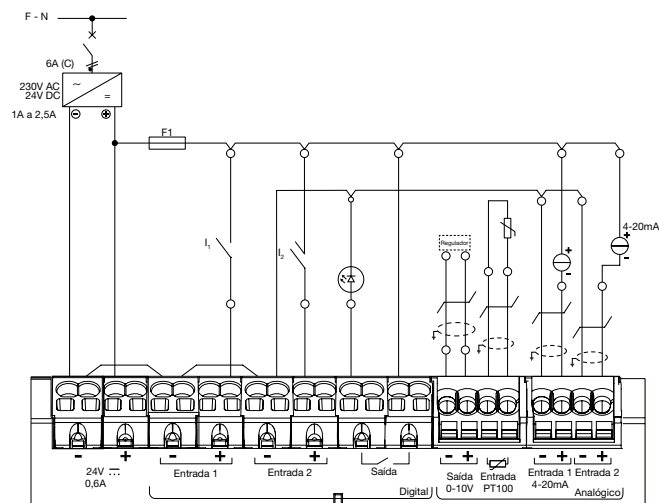 F - N
6A (C)
230V AC
24V DC
~
=
1A a 2,5A
- +
F1
I1
I2
Regulador
+
-
4-20mA
+
-
- + - + - + - + - + - +
24V
0,6A
Entrada 1
Entrada 2
Saída
Saída
0-10V
Entrada
PT100
Entrada 1
4-20mA
Entrada 2
Digital
Analógico